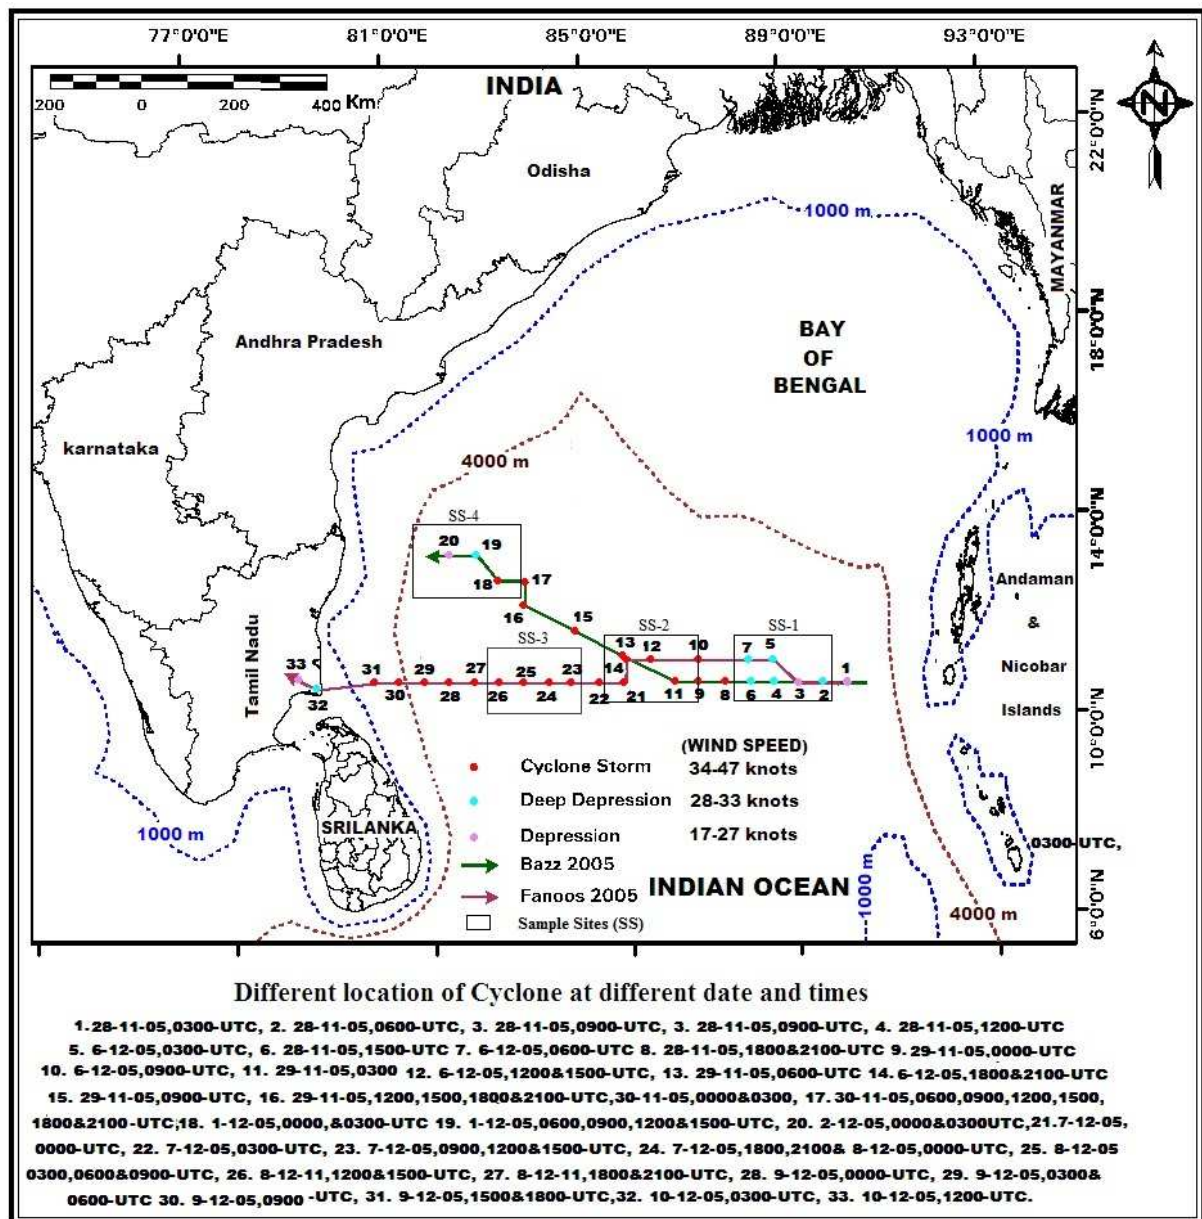 77°0'0"E 81°0'0"E 85°0'0"E 89°0'0"E 93°0'0"E
200 0 200 400 Km
INDIA
N
22°0'0"N
Odisha
1000 m
MAYANMAR
BAY
OF
BENGAL
18°0'0"N
Andhra Pradesh
karnataka
1000 m
4000 m
14°0'0"N
SS-4
20 19
18 17
16 15
Andaman
&
Nicobar
Islands
SS-3 SS-2 SS-1
13 12 10 7 5
14
33 31 29 27 25 23 3 1
32 30 28 26 24 22 21 11 9 8 6 4 2
Tamil Nadu
10°0'0"N
(WIND SPEED)
Cyclone Storm 34-47 knots
Deep Depression 28-33 knots
Depression 17-27 knots
Bazz 2005
Fanoos 2005
Sample Sites (SS)
SRILANKA
1000 m
INDIAN OCEAN
1000 m
0300-UTC,
4000 m
6°0'0"N
Different location of Cyclone at different date and times
1.28-11-05,0300-UTC, 2. 28-11-05,0600-UTC, 3. 28-11-05,0900-UTC, 3. 28-11-05,0900-UTC, 4. 28-11-05,1200-UTC
5. 6-12-05,0300-UTC, 6. 28-11-05,1500-UTC 7. 6-12-05,0600-UTC 8. 28-11-05,1800&2100-UTC 9.29-11-05,0000-UTC
10. 6-12-05,0900-UTC, 11. 29-11-05,0300 12. 6-12-05,1200&1500-UTC, 13. 29-11-05,0600-UTC 14.6-12-05,1800&2100-UTC
15. 29-11-05,0900-UTC, 16. 29-11-05,1200,1500,1800&2100-UTC,30-11-05,0000&0300, 17.30-11-05,0600,0900,1200,1500,
1800&2100-UTC,18. 1-12-05,0000,&0300-UTC 19. 1-12-05,0600,0900,1200&1500-UTC, 20. 2-12-05,0000&0300UTC,21.7-12-05,
0000-UTC, 22. 7-12-05,0300-UTC, 23. 7-12-05,0900,1200&1500-UTC, 24. 7-12-05,1800,2100& 8-12-05,0000-UTC, 25. 8-12-05
0300,0600&0900-UTC, 26. 8-12-11,1200&1500-UTC, 27. 8-12-11,1800&2100-UTC, 28. 9-12-05,0000-UTC, 29. 9-12-05,0300&
0600-UTC 30. 9-12-05,0900 -UTC, 31. 9-12-05,1500&1800-UTC,32. 10-12-05,0300-UTC, 33. 10-12-05,1200-UTC.